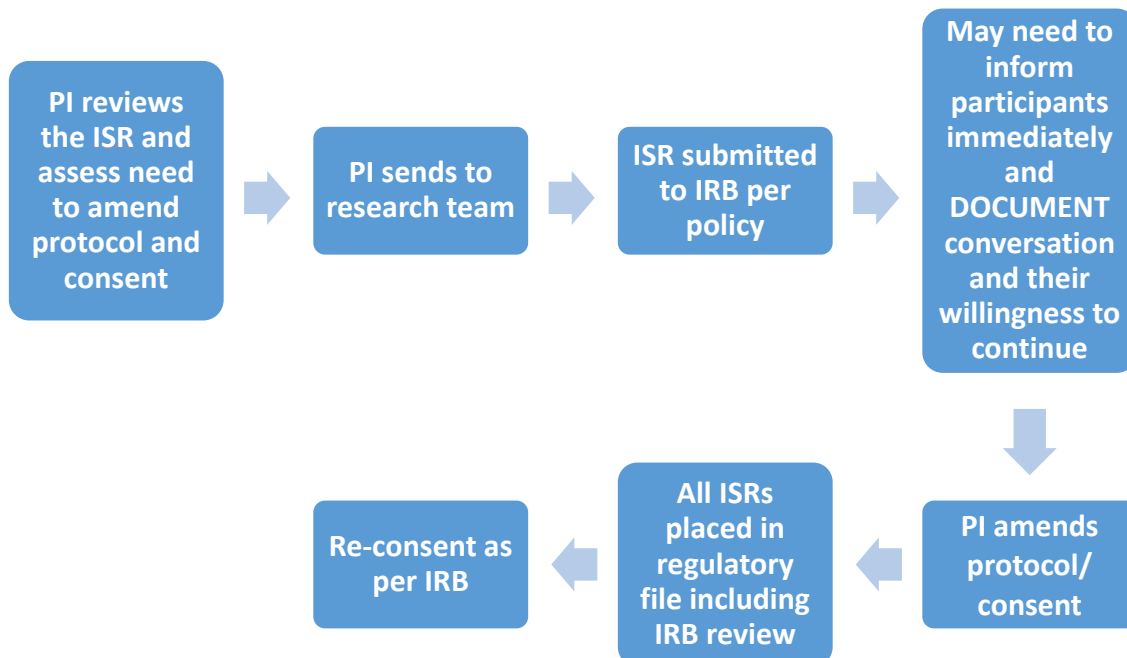 PI reviews
the ISR and
assess need
to amend
protocol and
consent
PI sends to
research team
ISR submitted
to IRB per
policy
May need to
inform
participants
immediately
and
DOCUMENT
conversation
and their
willingness to
continue
PI amends
protocol/
consent
All ISRs
placed in
regulatory
file including
IRB review
Re-consent as
per IRB